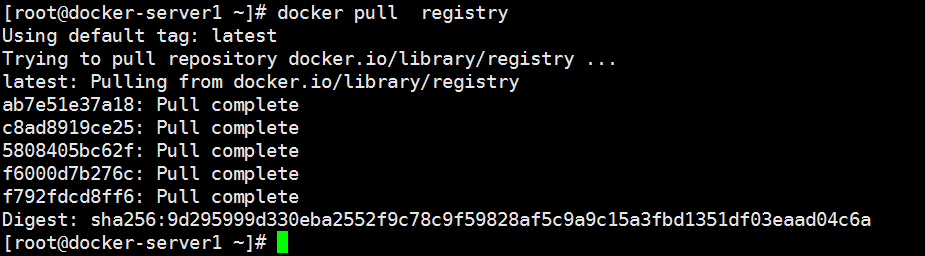 [root@docker-server1 ~]# docker pull  registry
Using default tag: latest
Trying to pull repository docker.io/library/registry ...
latest: Pulling from docker.io/library/registry
ab7e51e37a18: Pull complete
c8ad8919ce25: Pull complete
5808405bc62f: Pull complete
f6000d7b276c: Pull complete
f792fdcd8ff6: Pull complete
Digest: sha256:9d295999d330eba2552f9c78c9f59828af5c9a9c15a3fbd1351df03eaad04c6a
[root@docker-server1 ~]#